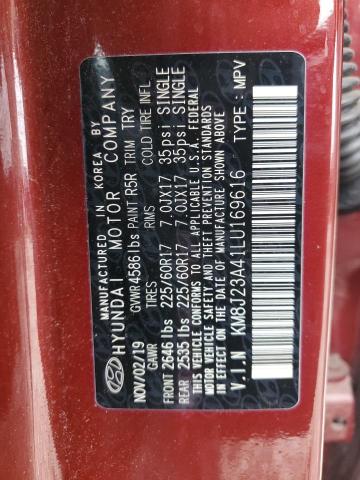 MANUFACTURED IN KOREA BY
HYUNDAI MOTOR COMPANY
NOV/02/19 GVWR 4586lbs PAINT R5R TRIM TRY
GAWR TIRES RIMS COLD TIRE INFL
FRONT 2646 lbs 225/60R17 7.0JX17 35psi SINGLE
REAR 2535 lbs 225/60R17 7.0JX17 35psi SINGLE
THIS VEHICLE CONFORMS TO ALL APPLICABLE U.S.A. FEDERAL
MOTOR VEHICLE SAFETY, BUMPER, AND THEFT PREVENTION STANDARDS
IN EFFECT ON THE DATE OF MANUFACTURE SHOWN ABOVE.
V.I.N : KM8J23A41LU169616 TYPE : MPV